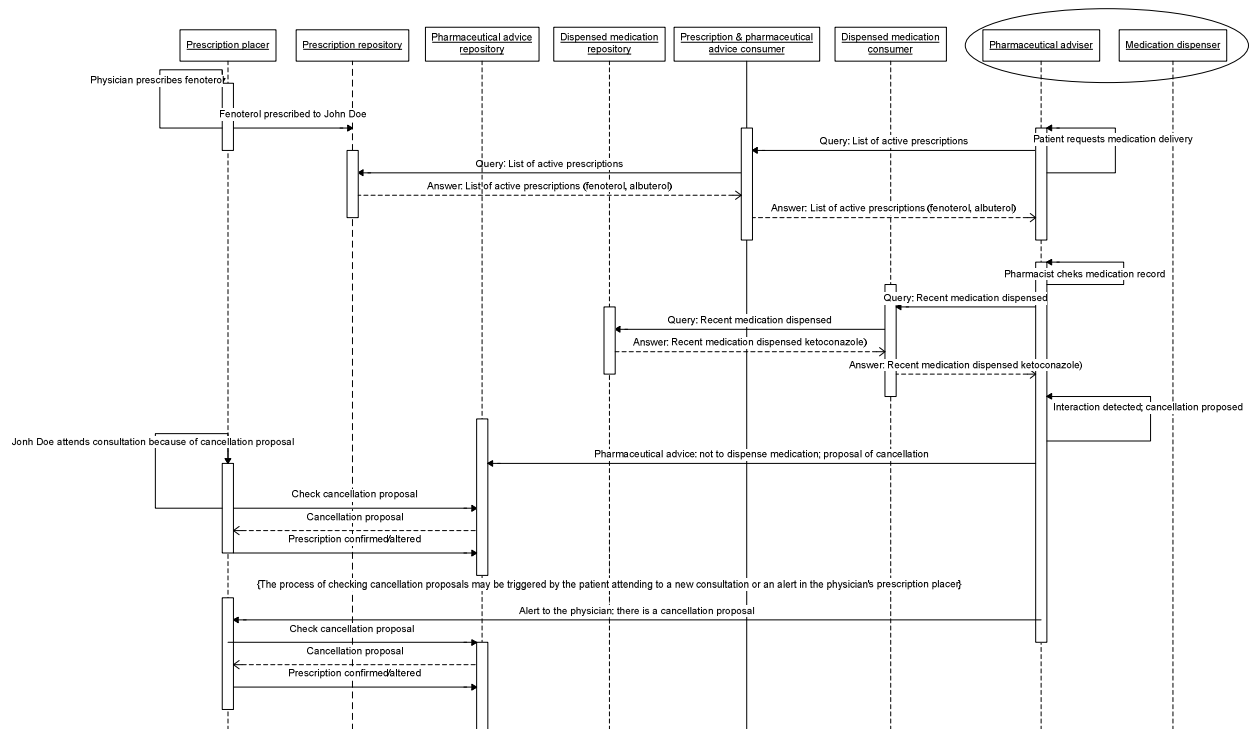 Prescription placer
Prescription repository
Pharmaceutical advice
repository
Dispensed medication
repository
Prescription & pharmaceutical
advice consumer
Dispensed medication
consumer
Pharmaceutical adviser
Medication dispenser
Physician prescribes fenoterol
Fenoterol prescribed to John Doe
Patient requests medication delivery
Query: List of active prescriptions
Query: List of active prescriptions
Answer: List of active prescriptions (fenoterol, albuterol)
Answer: List of active prescriptions (fenoterol, albuterol)
Pharmacist cheks medication record
Query: Recent medication dispensed
Query: Recent medication dispensed
Answer: Recent medication dispensed ketoconazole)
Answer: Recent medication dispensed ketoconazole)
Interaction detected; cancellation proposed
Jonh Doe attends consultation because of cancellation proposal
Pharmaceutical advice: not to dispense medication; proposal of cancellation
Check cancellation proposal
Cancellation proposal
Prescription confirmed/altered
{The process of checking cancellation proposals may be triggered by the patient attending to a new consultation or an alert in the physician's prescription placer}
Alert to the physician: there is a cancellation proposal
Check cancellation proposal
Cancellation proposal
Prescription confirmed/altered